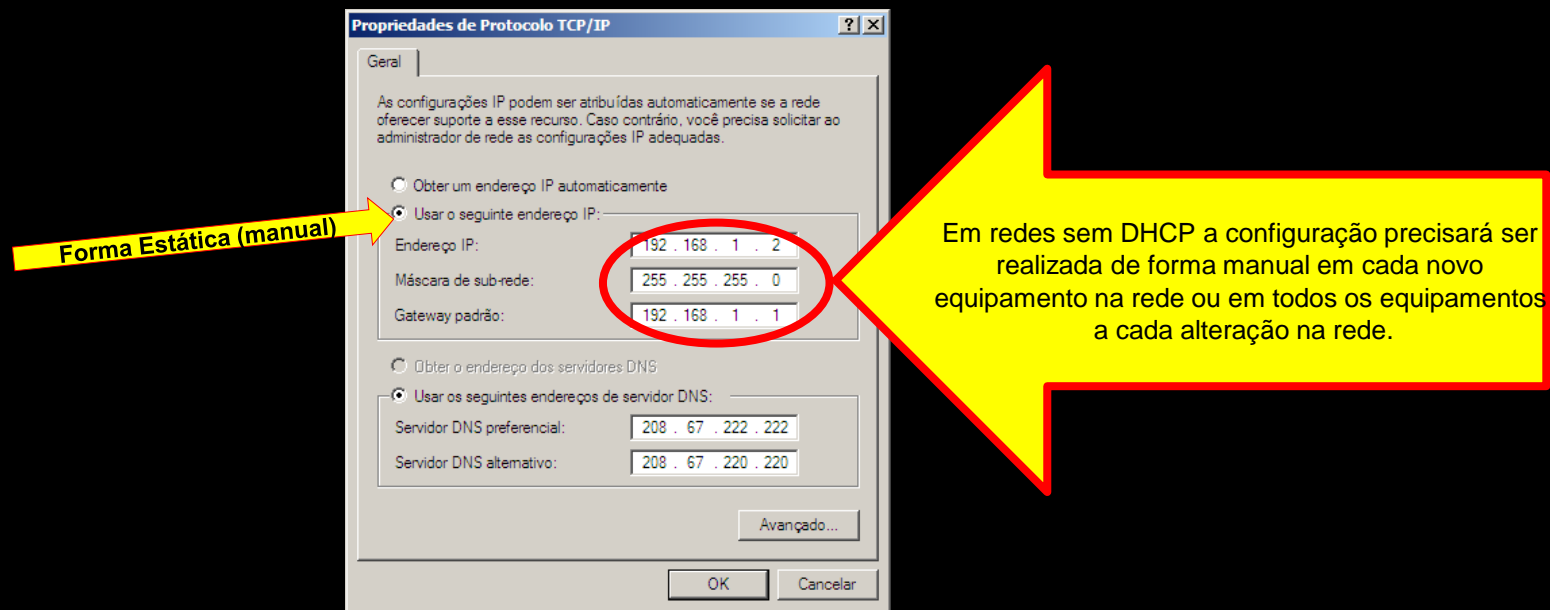 Propriedades de Protocolo TCP/IP
Geral
As configurações IP podem ser atribuídas automaticamente se a rede
oferecer suporte a esse recurso. Caso contrário, você precisa solicitar ao
administrador de rede as configurações IP adequadas.
Obter um endereço IP automaticamente
Usar o seguinte endereço IP:
Endereço IP: 192 . 168 . 1 . 2
Máscara de sub-rede: 255 . 255 . 255 . 0
Gateway padrão: 192 . 168 . 1 . 1
Obter o endereço dos servidores DNS
Usar os seguintes endereços de servidor DNS:
Servidor DNS preferencial: 208 . 67 . 222 . 222
Servidor DNS alternativo: 208 . 67 . 220 . 220
Avançado...
OK Cancelar
Forma Estática (manual)
Em redes sem DHCP a configuração precisará ser
realizada de forma manual em cada novo
equipamento na rede ou em todos os equipamentos
a cada alteração na rede.